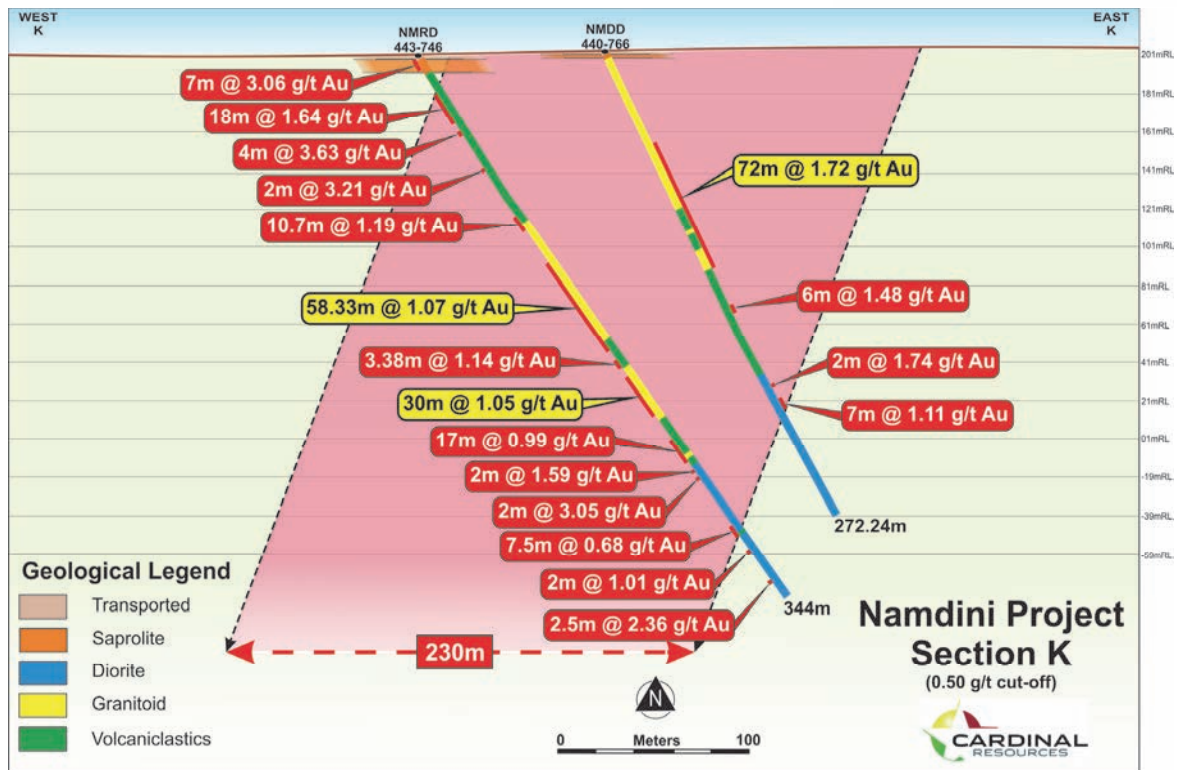 WEST
K
EAST
K
NMRD
443-746
NMDD
440-766
201mRL
181mRL
161mRL
141mRL
121mRL
101mRL
81mRL
61mRL
41mRL
21mRL
01mRL
-19mRL
-39mRL
-59mRL
7m @ 3.06 g/t Au
18m @ 1.64 g/t Au
4m @ 3.63 g/t Au
2m @ 3.21 g/t Au
10.7m @ 1.19 g/t Au
58.33m @ 1.07 g/t Au
3.38m @ 1.14 g/t Au
30m @ 1.05 g/t Au
17m @ 0.99 g/t Au
2m @ 1.59 g/t Au
2m @ 3.05 g/t Au
7.5m @ 0.68 g/t Au
2m @ 1.01 g/t Au
2.5m @ 2.36 g/t Au
344m
72m @ 1.72 g/t Au
6m @ 1.48 g/t Au
2m @ 1.74 g/t Au
7m @ 1.11 g/t Au
272.24m
230m
Geological Legend
Transported
Saprolite
Diorite
Granitoid
Volcaniclastics
N
0 Meters 100
Namdini Project
Section K
(0.50 g/t cut-off)
CARDINAL
RESOURCES